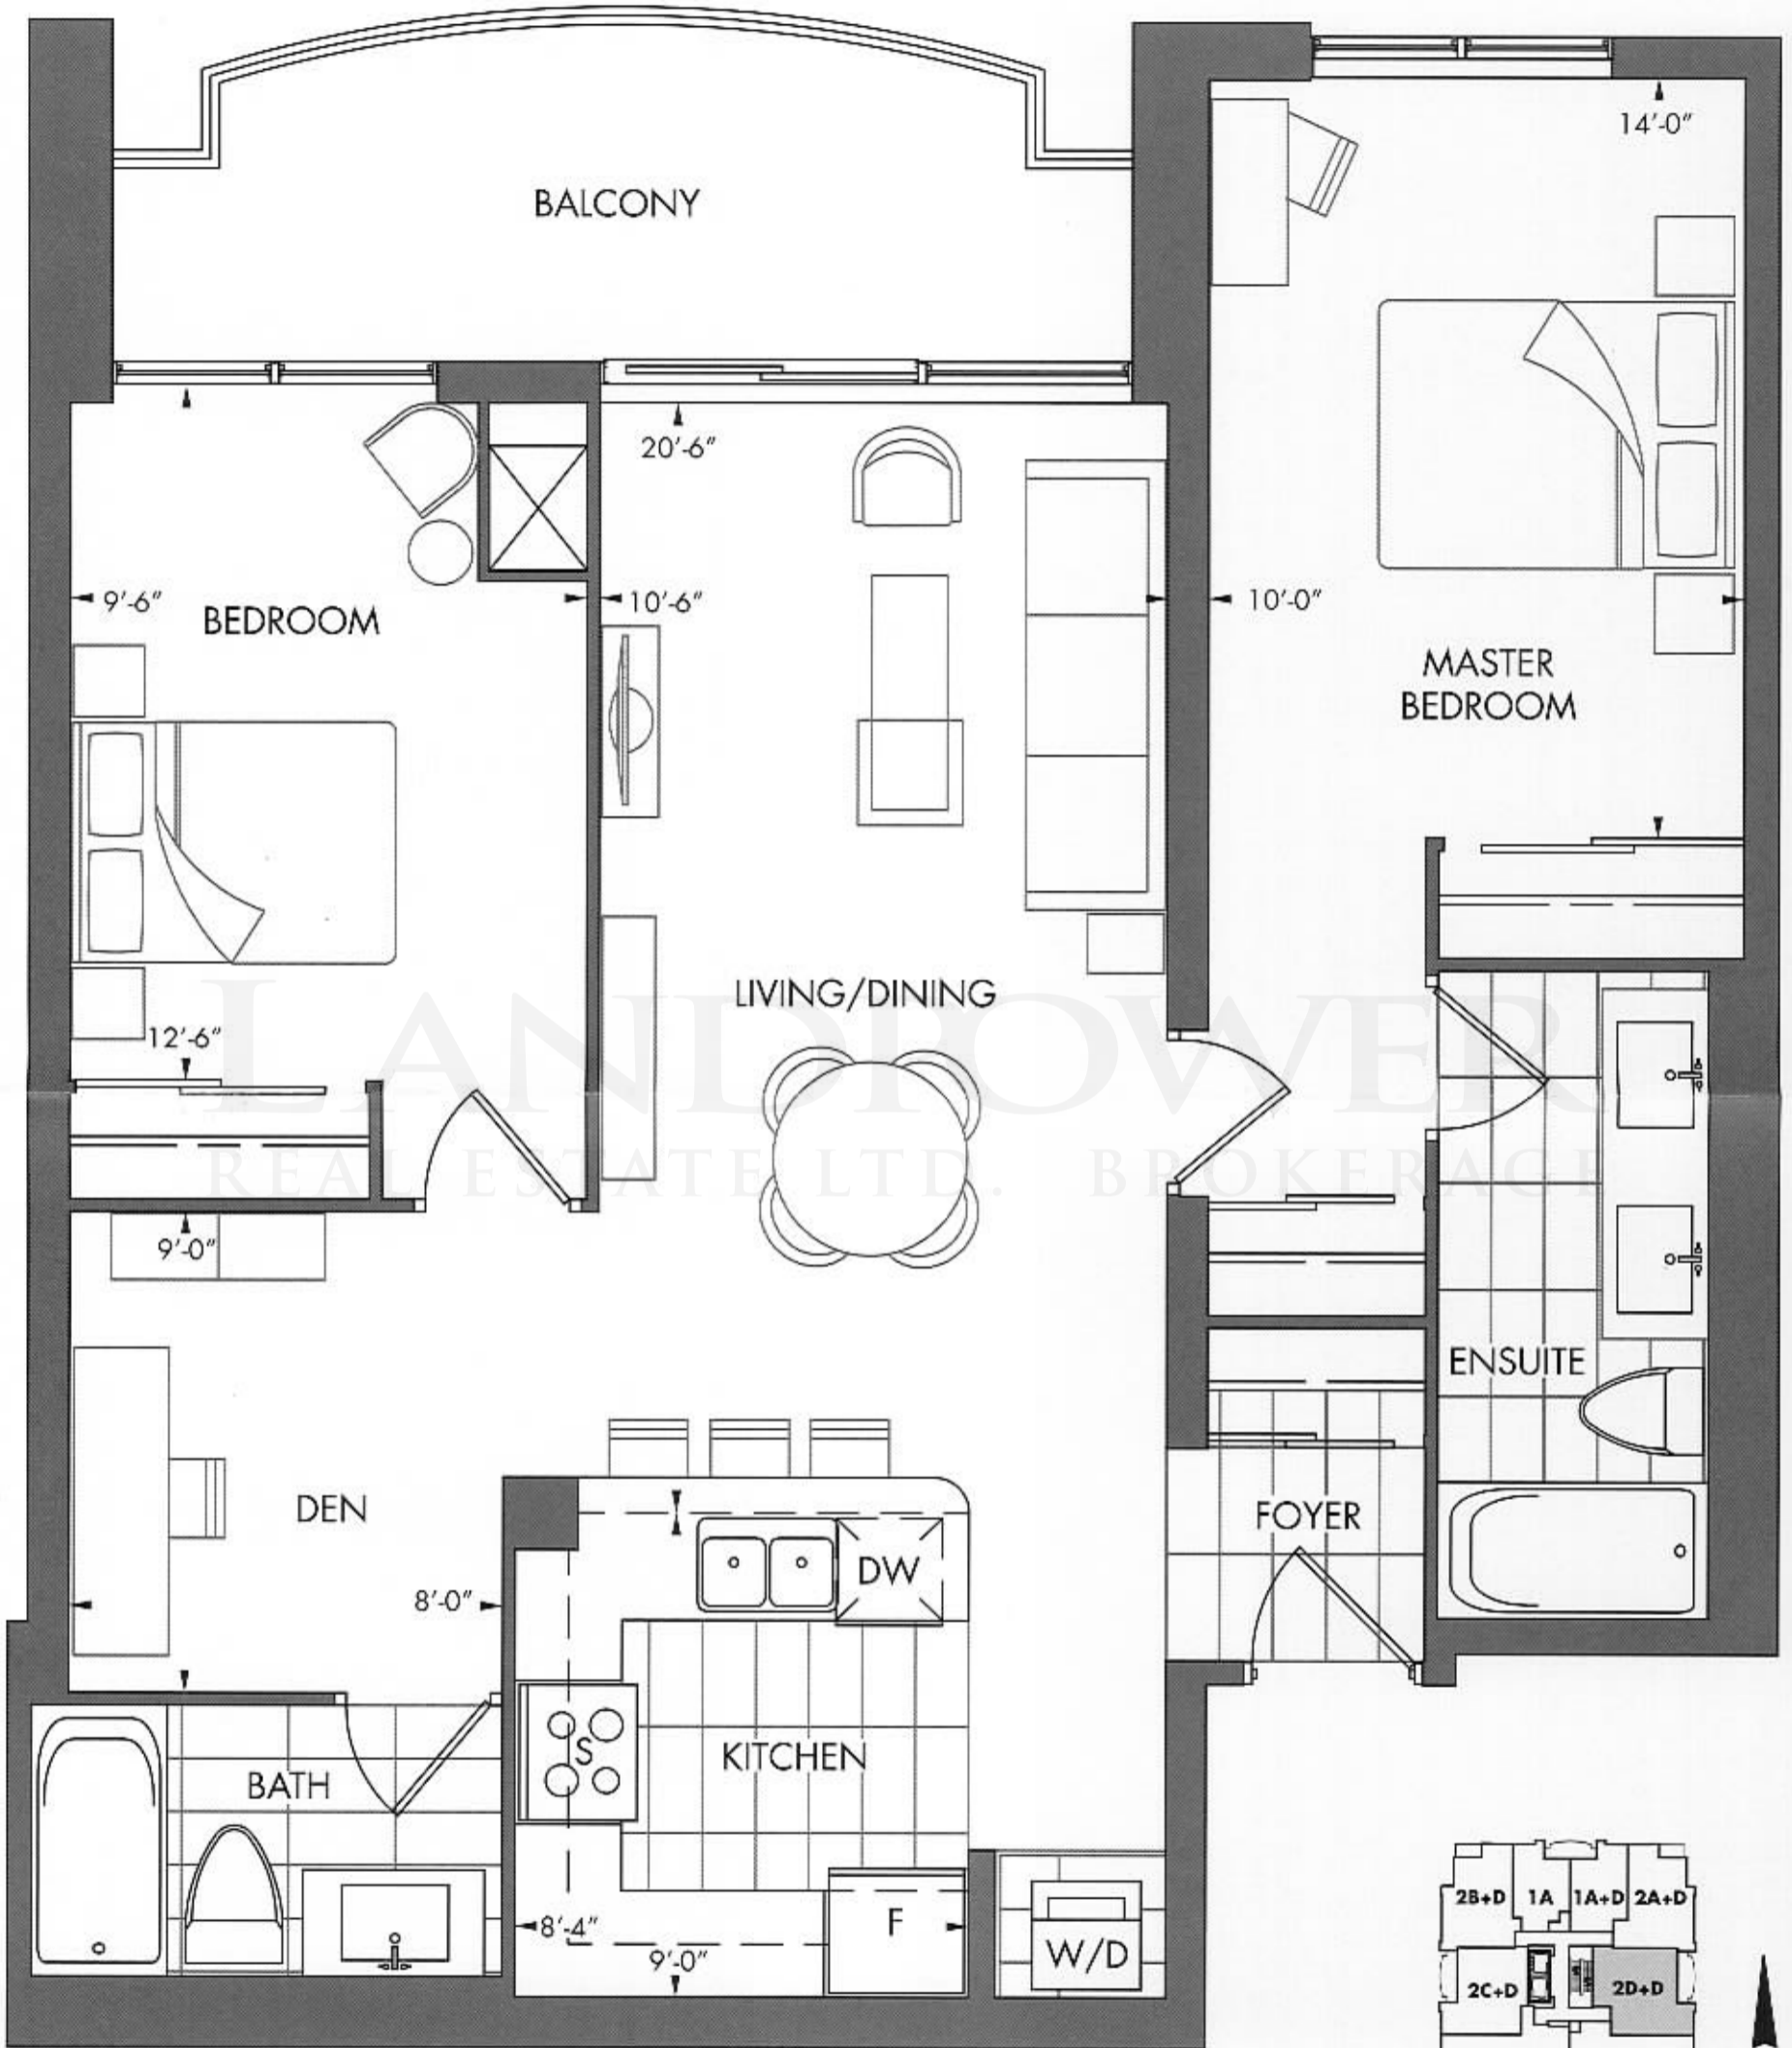 BALCONY
14'-0"
20'-6"
9'-6"
BEDROOM
10'-6"
10'-0"
MASTER
BEDROOM
LIVING/DINING
LANDPOWER
REAL ESTATE LTD. BROKERAGE
12'-6"
9'-0"
ENSUITE
DEN
FOYER
DW
8'-0"
S
KITCHEN
BATH
F
8'-4"
9'-0"
W/D
2B+D
1A
1A+D
2A+D
2C+D
2D+D